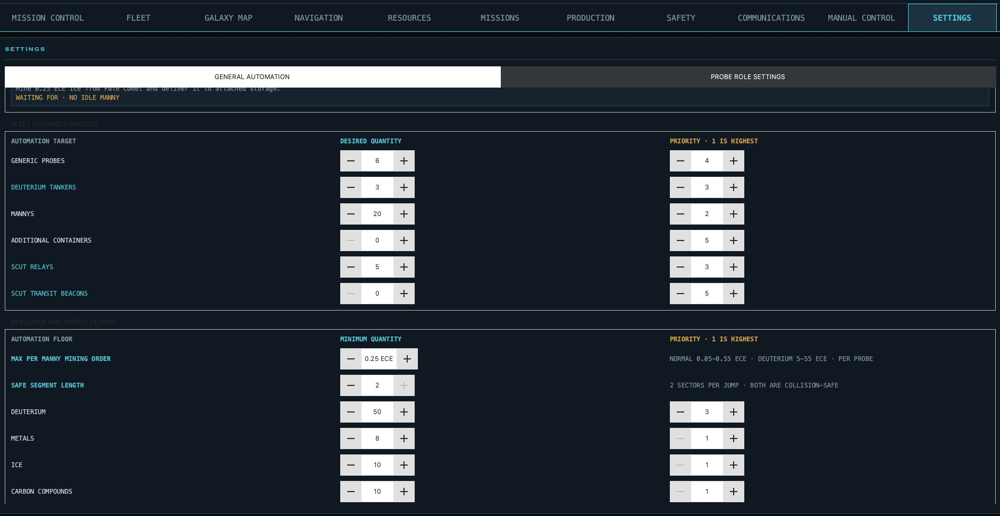 MISSION CONTROL FLEET GALAXY MAP NAVIGATION RESOURCES MISSIONS PRODUCTION SAFETY COMMUNICATIONS MANUAL CONTROL SETTINGS
SETTINGS
GENERAL AUTOMATION PROBE ROLE SETTINGS
Mine 0.25 ECE Ice from Pale Comet and deliver it to attached storage.
WAITING FOR · NO IDLE MANNY
FLEET ASSEMBLY TARGETS
AUTOMATION TARGET DESIRED QUANTITY PRIORITY · 1 IS HIGHEST
GENERIC PROBES — 6 + — 4 +
DEUTERIUM TANKERS — 3 + — 3 +
MANNYS — 20 + — 2 +
ADDITIONAL CONTAINERS — 0 + — 5 +
SCUT RELAYS — 5 + — 3 +
SCUT TRANSIT BEACONS — 0 + — 5 +
RESOURCE AND SAFETY FLOORS
AUTOMATION FLOOR MINIMUM QUANTITY PRIORITY · 1 IS HIGHEST
MAX PER MANNY MINING ORDER — 0.25 ECE + NORMAL 0.05–0.55 ECE · DEUTERIUM 5–55 ECE · PER PROBE
SAFE SEGMENT LENGTH — 2 + 2 SECTORS PER JUMP · BOTH ARE COLLISION-SAFE
DEUTERIUM — 50 + — 3 +
METALS — 8 + — 1 +
ICE — 10 + — 1 +
CARBON COMPOUNDS — 10 + — 1 +